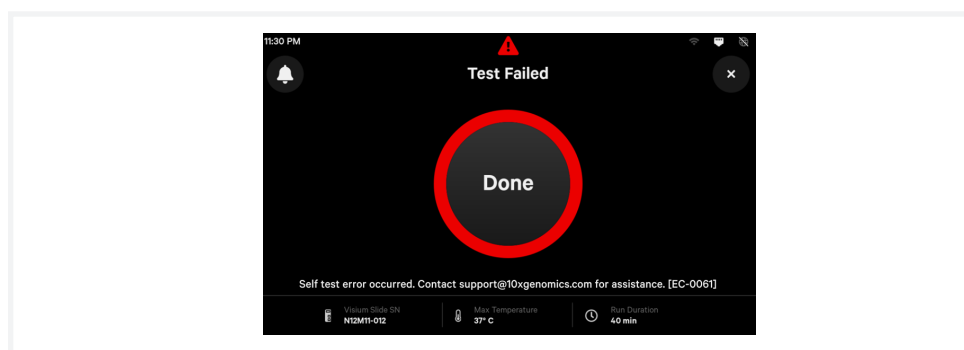 11:30 PM
Test Failed
×
Done
Self test error occurred. Contact support@10xgenomics.com for assistance. [EC-0061]
Visium Slide SN
N12M11-012
Max Temperature
37° C
Run Duration
40 min